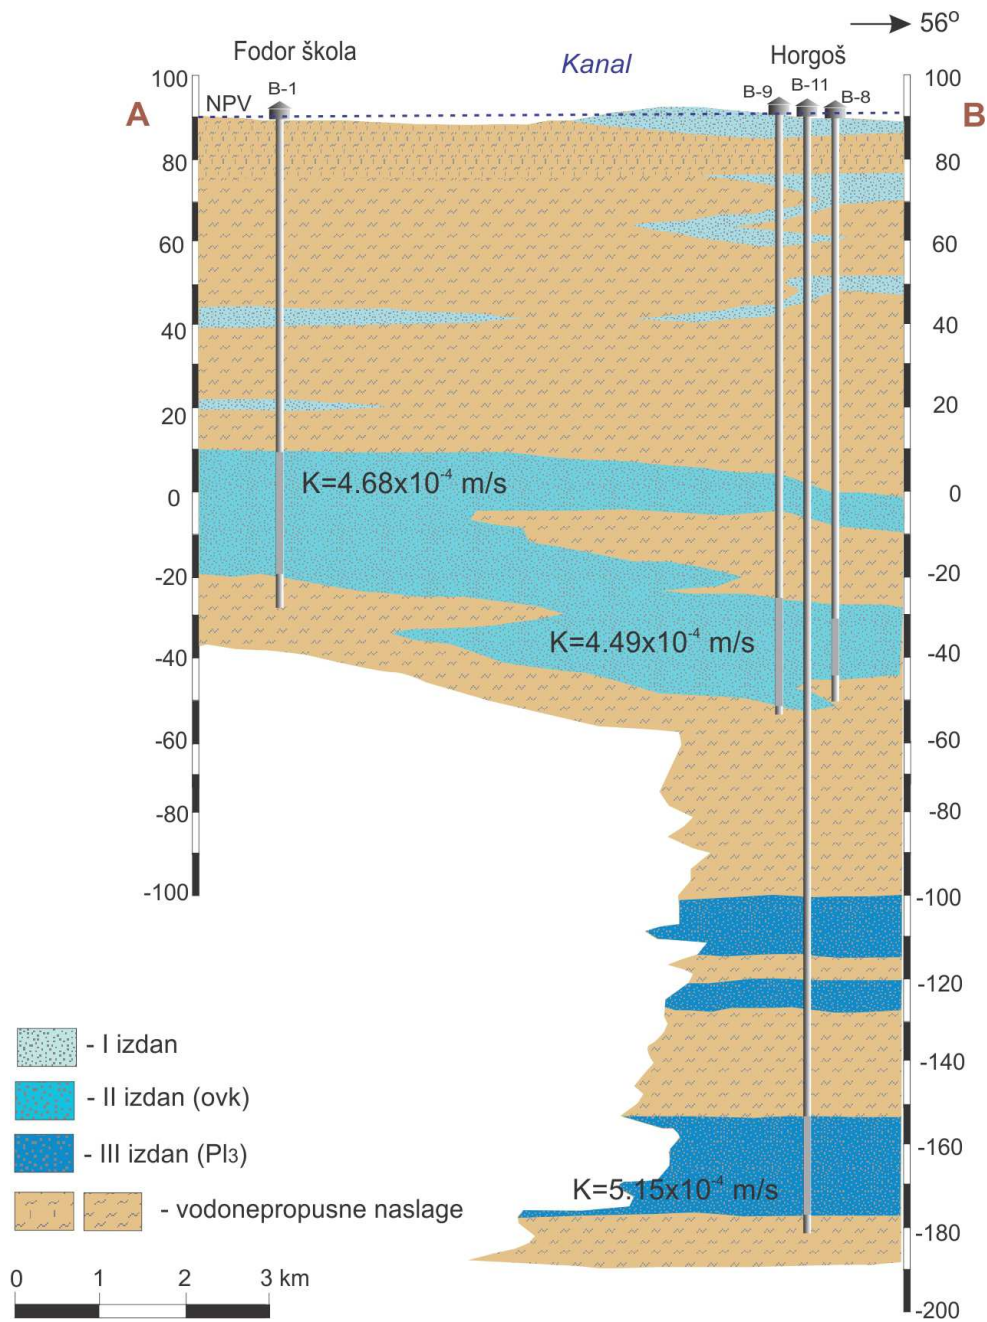 56°
Fodor škola
Kanal
Horgoš
100
B-1
B-9
B-11
B-8
100
A
NPV
B
80
80
60
60
40
40
20
20
K=4.68x10⁻⁴ m/s
0
0
-20
-20
K=4.49x10⁻⁴ m/s
-40
-40
-60
-60
-80
-80
-100
-100
-120
- I izdan
-140
- II izdan (ovk)
- III izdan (Pl₃)
-160
K=5.15x10⁻⁴ m/s
- vodonepropusne naslage
-180
0 1 2 3 km
-200